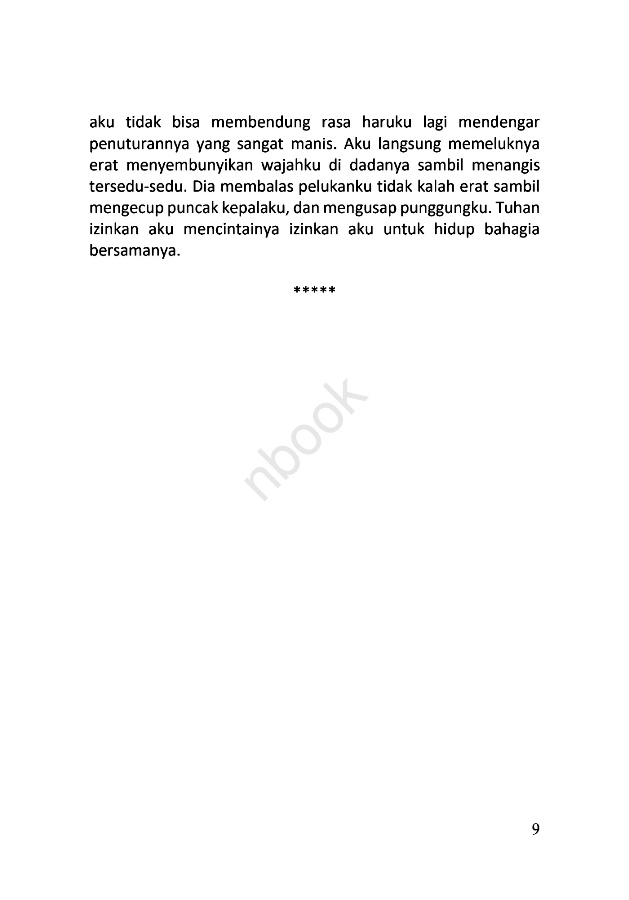 aku tidak bisa membendung rasa haruku lagi mendengar
penuturannya yang sangat manis. Aku langsung memeluknya
erat menyembunyikan wajahku di dadanya sambil menangis
tersedu-sedu. Dia membalas pelukanku tidak kalah erat sambil
mengecup puncak kepalaku, dan mengusap punggungku. Tuhan
izinkan aku mencintainya izinkan aku untuk hidup bahagia
bersamanya.
*****
nbook
9